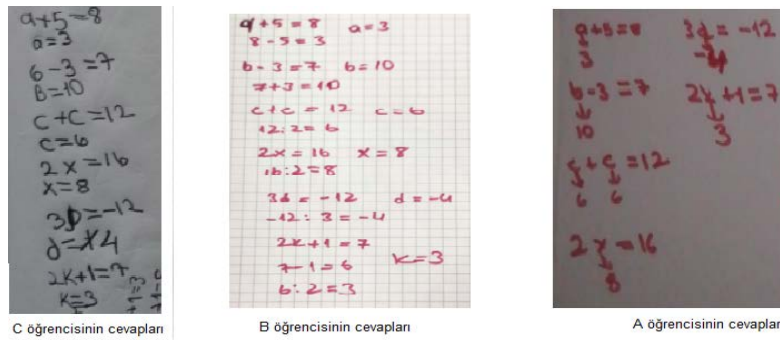 a+5=8
a=3
6-3=7
B=10
c+c=12
c=6
2x=16
x=8
3D=-12
d=-4
2k+1=7
k=3
C öğrencisinin cevapları
a+5=8 a=3
8-5=3
b-3=7 b=10
7+3=10
c+c=12 c=6
12:2=6
2x=16 x=8
16:2=8
3d=-12 d=-4
-12:3=-4
2k+1=7
7-1=6 k=3
6:2=3
B öğrencisinin cevapları
a+5=8
3
b-3=7
10
c+c=12
6 6
2x=16
8
3d=-12
-4
2x+1=7
3
A öğrencisinin cevaplar